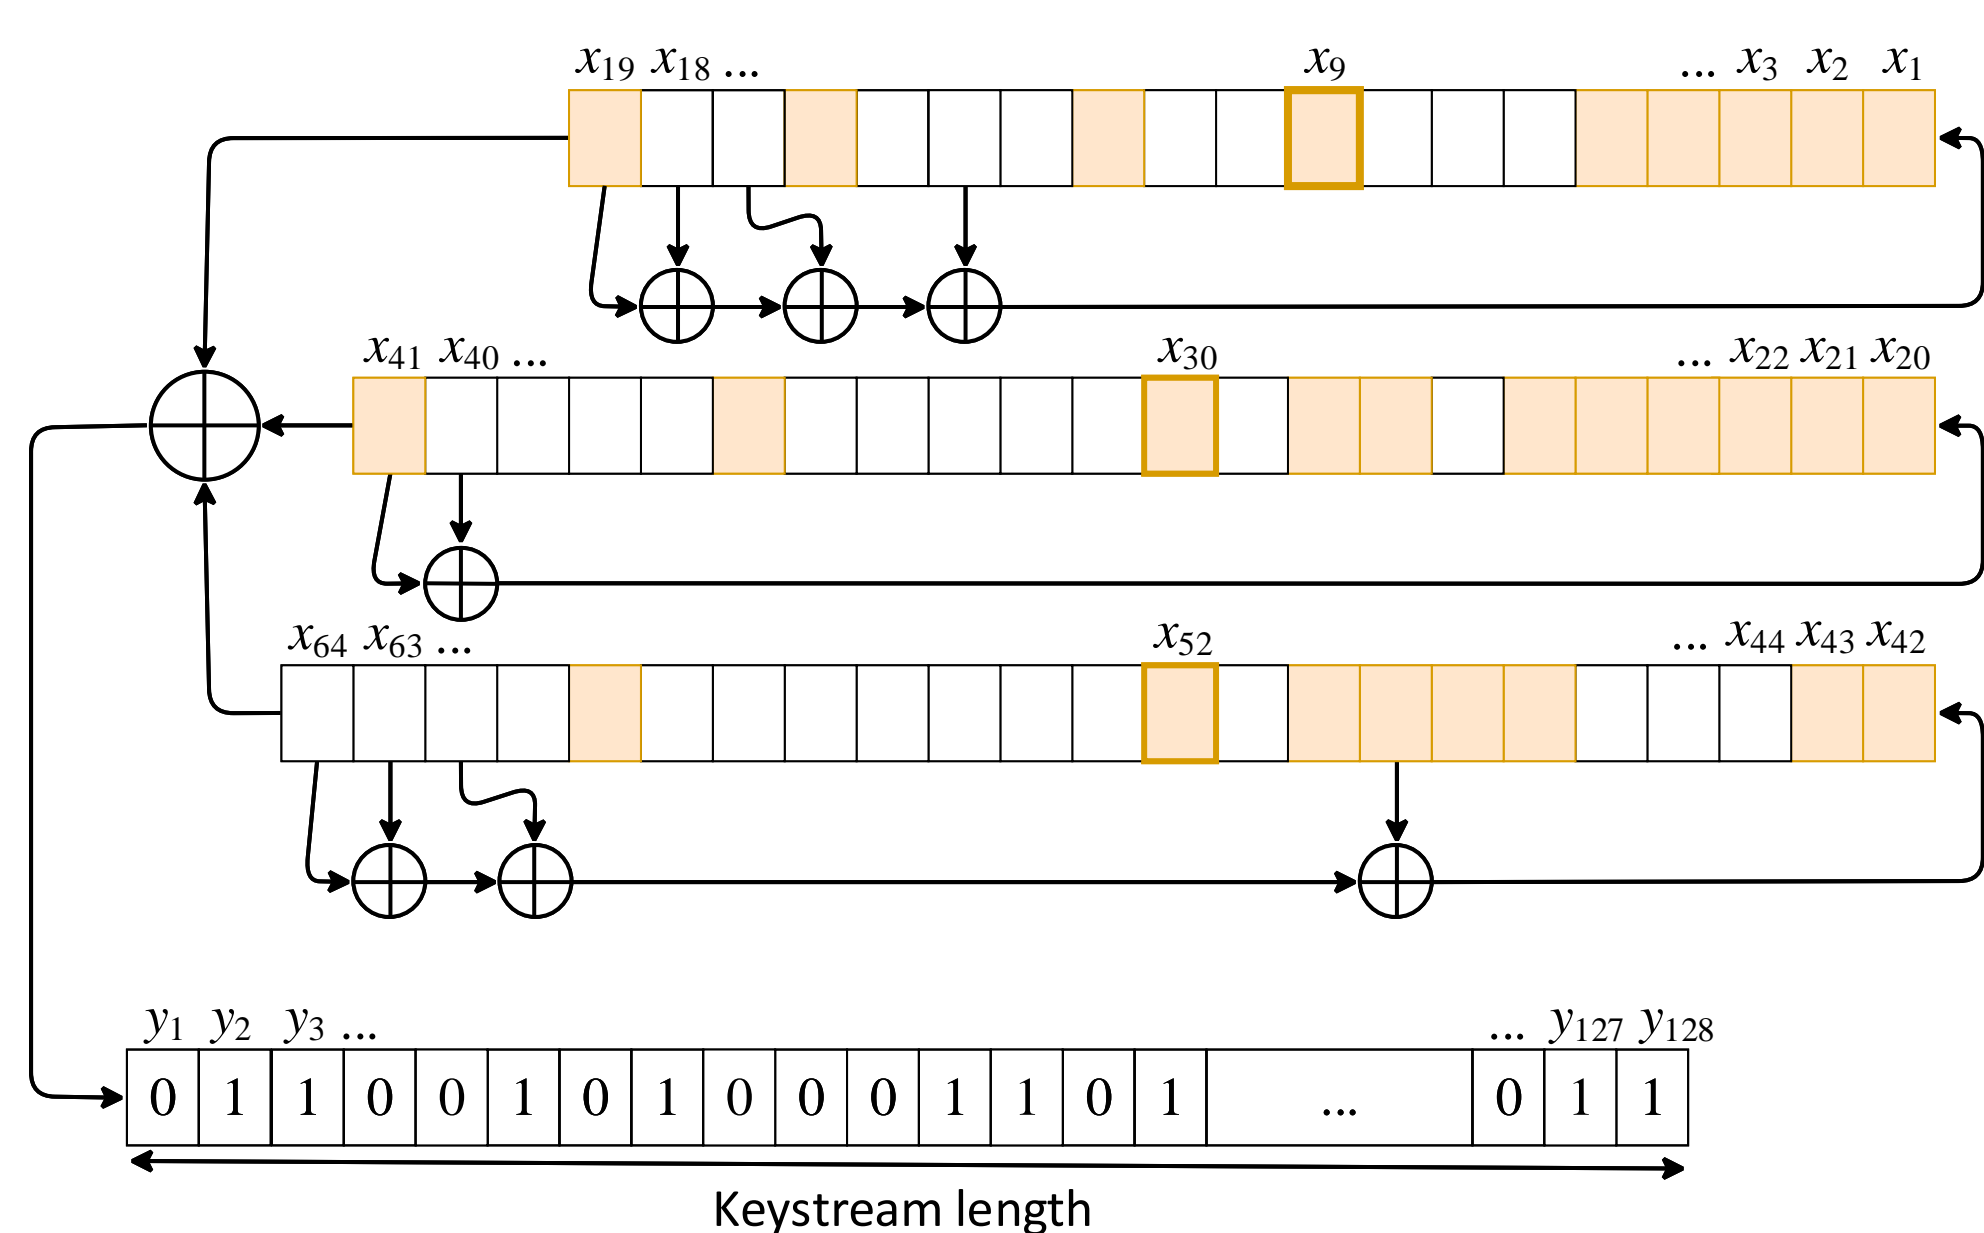 x19 x18 ... x9 ... x3 x2 x1
x41 x40 ... x30 ... x22 x21 x20
x64 x63 ... x52 ... x44 x43 x42
y1 y2 y3 ... ... y127 y128
0 1 1 0 0 1 0 1 0 0 0 1 1 0 1 ... 0 1 1
Keystream length